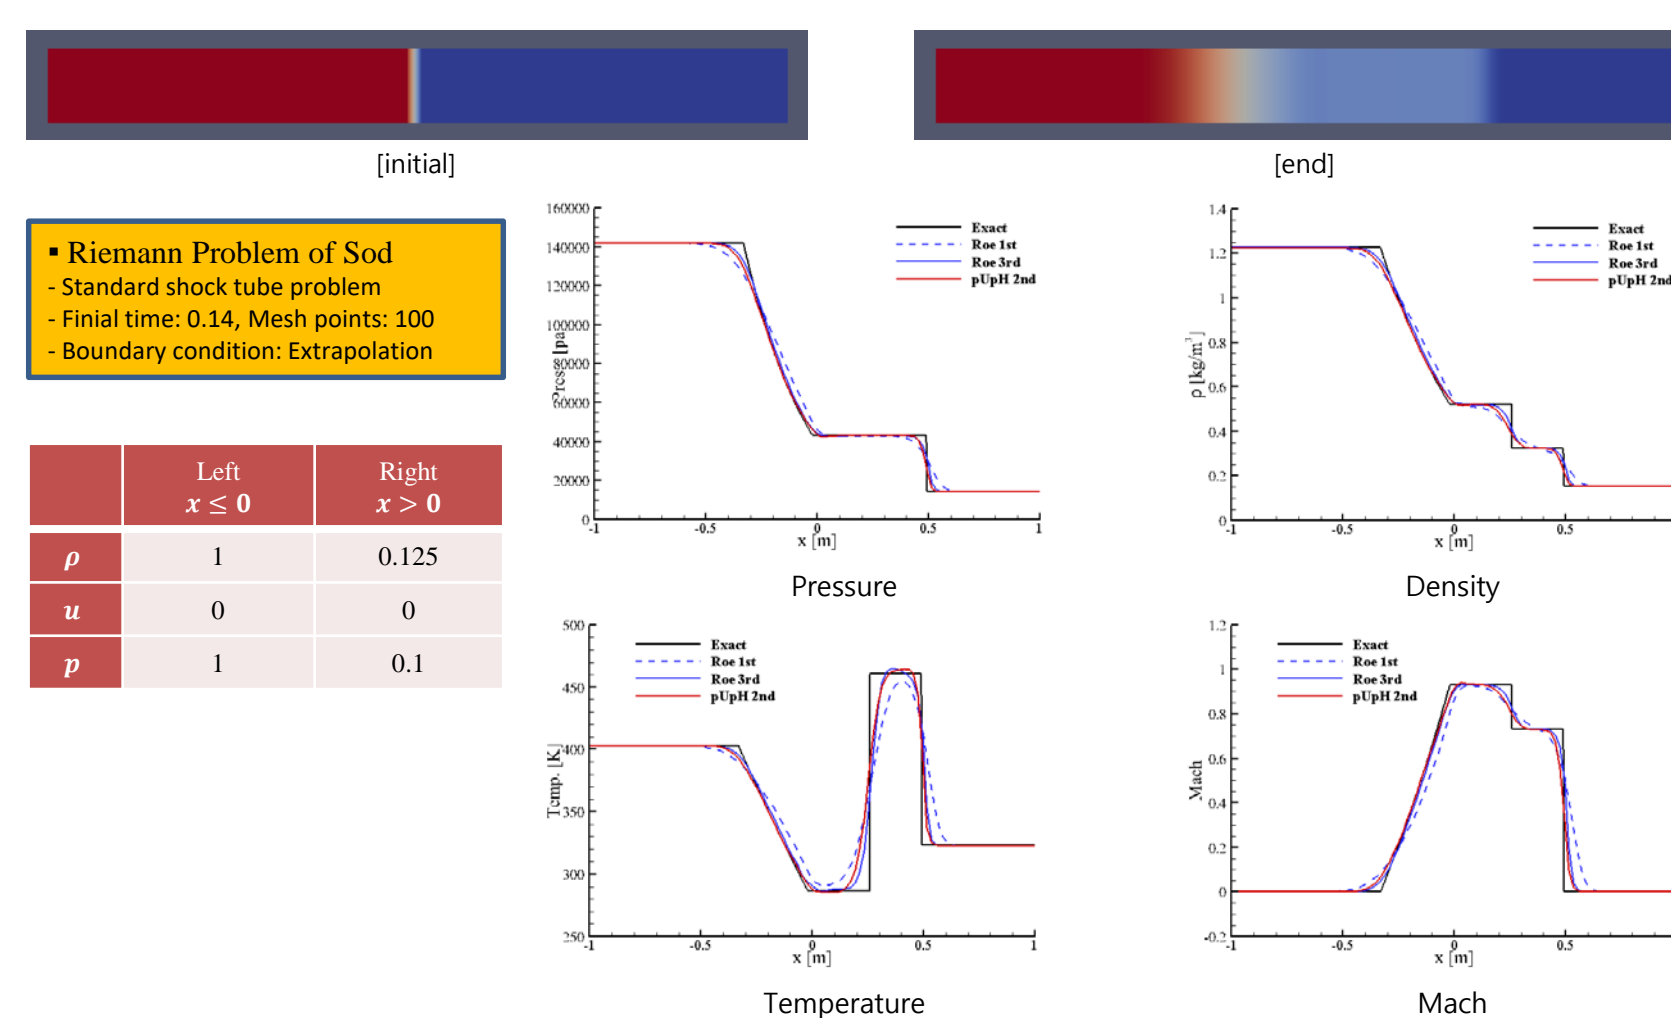 [initial]
[end]
▪ Riemann Problem of Sod
- Standard shock tube problem
- Finial time: 0.14, Mesh points: 100
- Boundary condition: Extrapolation
Left Right
x ≤ 0 x > 0
ρ 1 0.125
u 0 0
p 1 0.1
160000
140000
120000
100000
80000
60000
40000
20000
0
Exact
Roe 1st
Roe 3rd
pUpH 2nd
-1 -0.5 0 0.5 1
x [m]
Pressure
1.4
1.2
1
0.8
0.6
0.4
0.2
0
ρ [kg/m³]
Exact
Roe 1st
Roe 3rd
pUpH 2nd
-1 -0.5 0 0.5
x [m]
Density
500
450
400
350
300
250
Temp. [K]
Exact
Roe 1st
Roe 3rd
pUpH 2nd
-1 -0.5 0 0.5 1
x [m]
Temperature
1.2
1
0.8
0.6
0.4
0.2
0
-0.2
Mach
Exact
Roe 1st
Roe 3rd
pUpH 2nd
-1 -0.5 0 0.5
x [m]
Mach